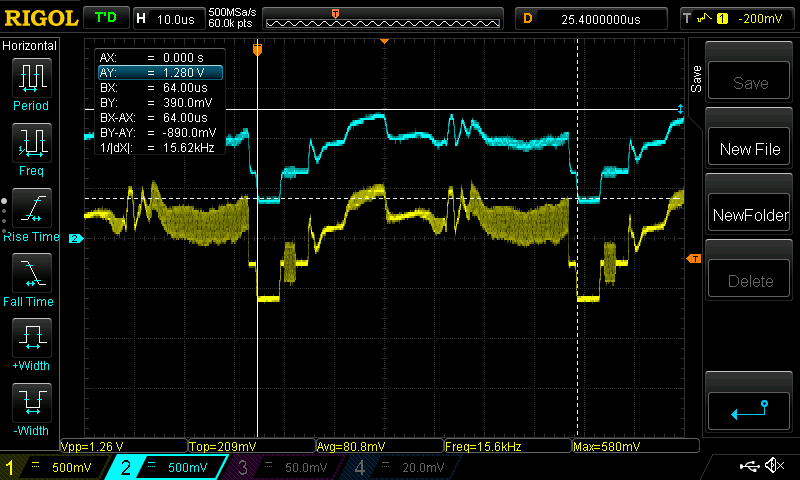 RIGOL T'D H 10.0us 500MSa/s 60.0k pts T D 25.4000000us T 1 -200mV
Horizontal
Period
Freq
Rise Time
Fall Time
+Width
-Width
AX: = 0.000 s
AY: = 1.280 V
BX: = 64.00us
BY: = 390.0mV
BX-AX: = 64.00us
BY-AY: = -890.0mV
1/|dX|: = 15.62kHz
2
T
T
Save
Save
New File
NewFolder
Delete
Vpp=1.26 V Top=209mV Avg=80.8mV Freq=15.6kHz Max=580mV
1 500mV 2 500mV 3 50.0mV 4 20.0mV